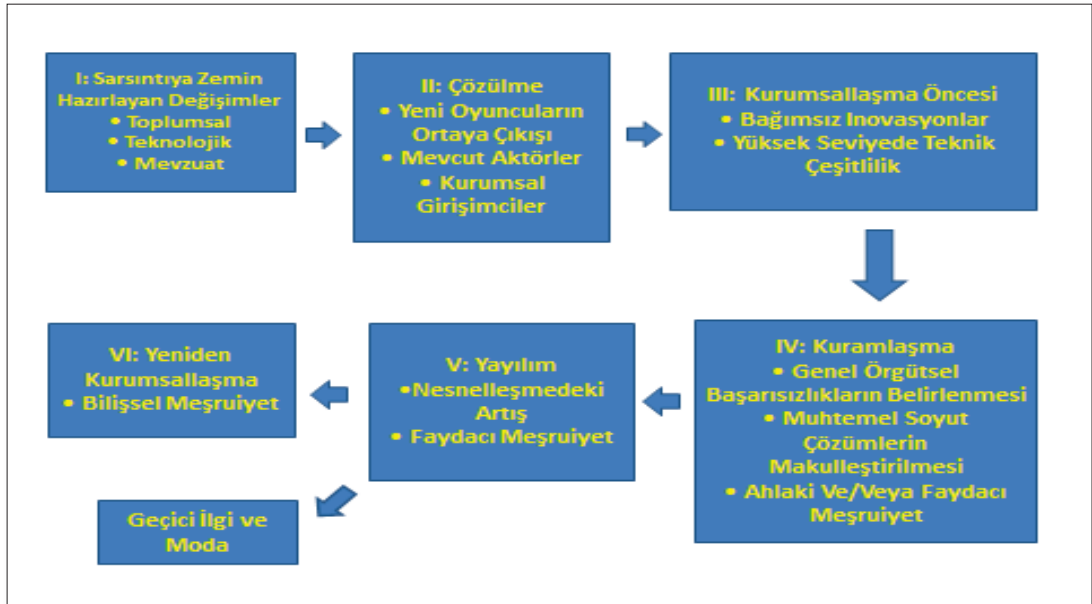 I: Sarsıntıya Zemin
Hazırlayan Değişimler
• Toplumsal
• Teknolojik
• Mevzuat
II: Çözülme
• Yeni Oyuncuların
Ortaya Çıkışı
• Mevcut Aktörler
• Kurumsal
Girişimciler
III: Kurumsallaşma Öncesi
• Bağımsız Inovasyonlar
• Yüksek Seviyede Teknik
Çeşitlilik
IV: Kuramlaşma
• Genel Örgütsel
Başarısızlıkların Belirlenmesi
• Muhtemel Soyut
Çözümlerin
Makulleştirilmesi
• Ahlaki Ve/Veya Faydacı
Meşruiyet
V: Yayılım
•Nesnelleşmedeki
Artış
• Faydacı Meşruiyet
VI: Yeniden
Kurumsallaşma
• Bilişsel Meşruiyet
Geçici İlgi ve
Moda